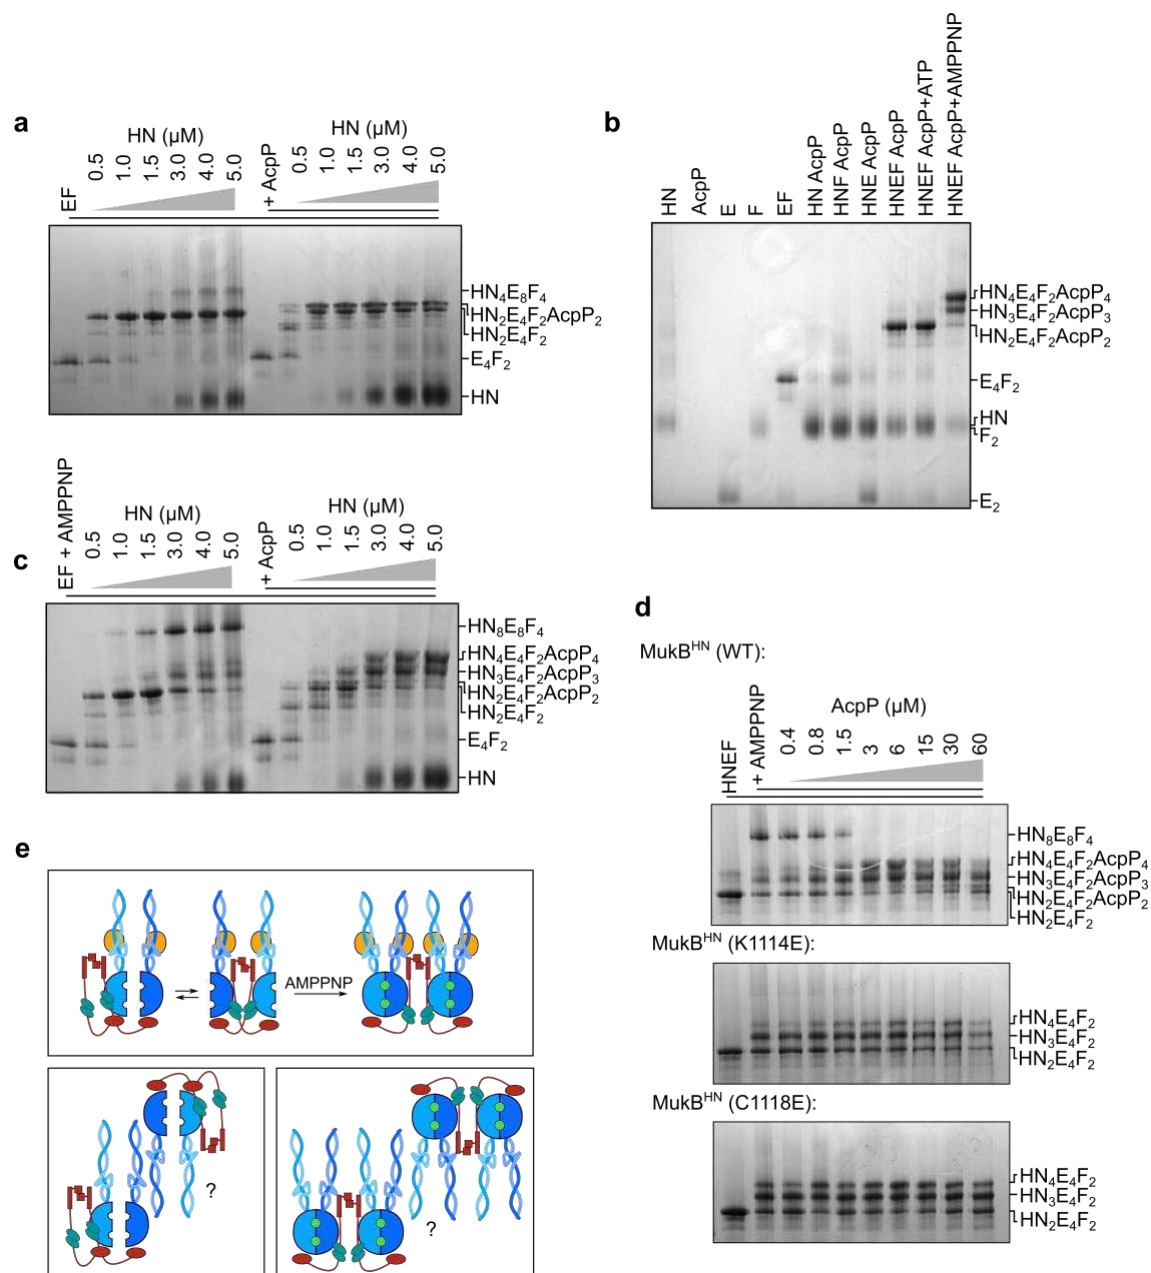 a
HN (µM)
HN (µM)
EF
0.5
1.0
1.5
3.0
4.0
5.0
+ AcpP
0.5
1.0
1.5
3.0
4.0
5.0
HN₄E₈F₄
HN₂E₄F₂AcpP₂
HN₂E₄F₂
E₄F₂
HN
b
HN
AcpP
E
F
EF
HN AcpP
HNF AcpP
HNE AcpP
HNEF AcpP
HNEF AcpP+ATP
HNEF AcpP+AMPPNP
HN₄E₄F₂AcpP₄
HN₃E₄F₂AcpP₃
HN₂E₄F₂AcpP₂
E₄F₂
HN
F₂
E₂
c
HN (µM)
HN (µM)
EF + AMPPNP
0.5
1.0
1.5
3.0
4.0
5.0
+ AcpP
0.5
1.0
1.5
3.0
4.0
5.0
HN₈E₈F₄
HN₄E₄F₂AcpP₄
HN₃E₄F₂AcpP₃
HN₂E₄F₂AcpP₂
HN₂E₄F₂
E₄F₂
HN
d
MukBᴴᴺ (WT):
AcpP (µM)
HNEF
+ AMPPNP
0.4
0.8
1.5
3
6
15
30
60
HN₈E₈F₄
HN₄E₄F₂AcpP₄
HN₃E₄F₂AcpP₃
HN₂E₄F₂AcpP₂
HN₂E₄F₂
MukBᴴᴺ (K1114E):
HN₄E₄F₂
HN₃E₄F₂
HN₂E₄F₂
MukBᴴᴺ (C1118E):
HN₄E₄F₂
HN₃E₄F₂
HN₂E₄F₂
e
AMPPNP
?
?